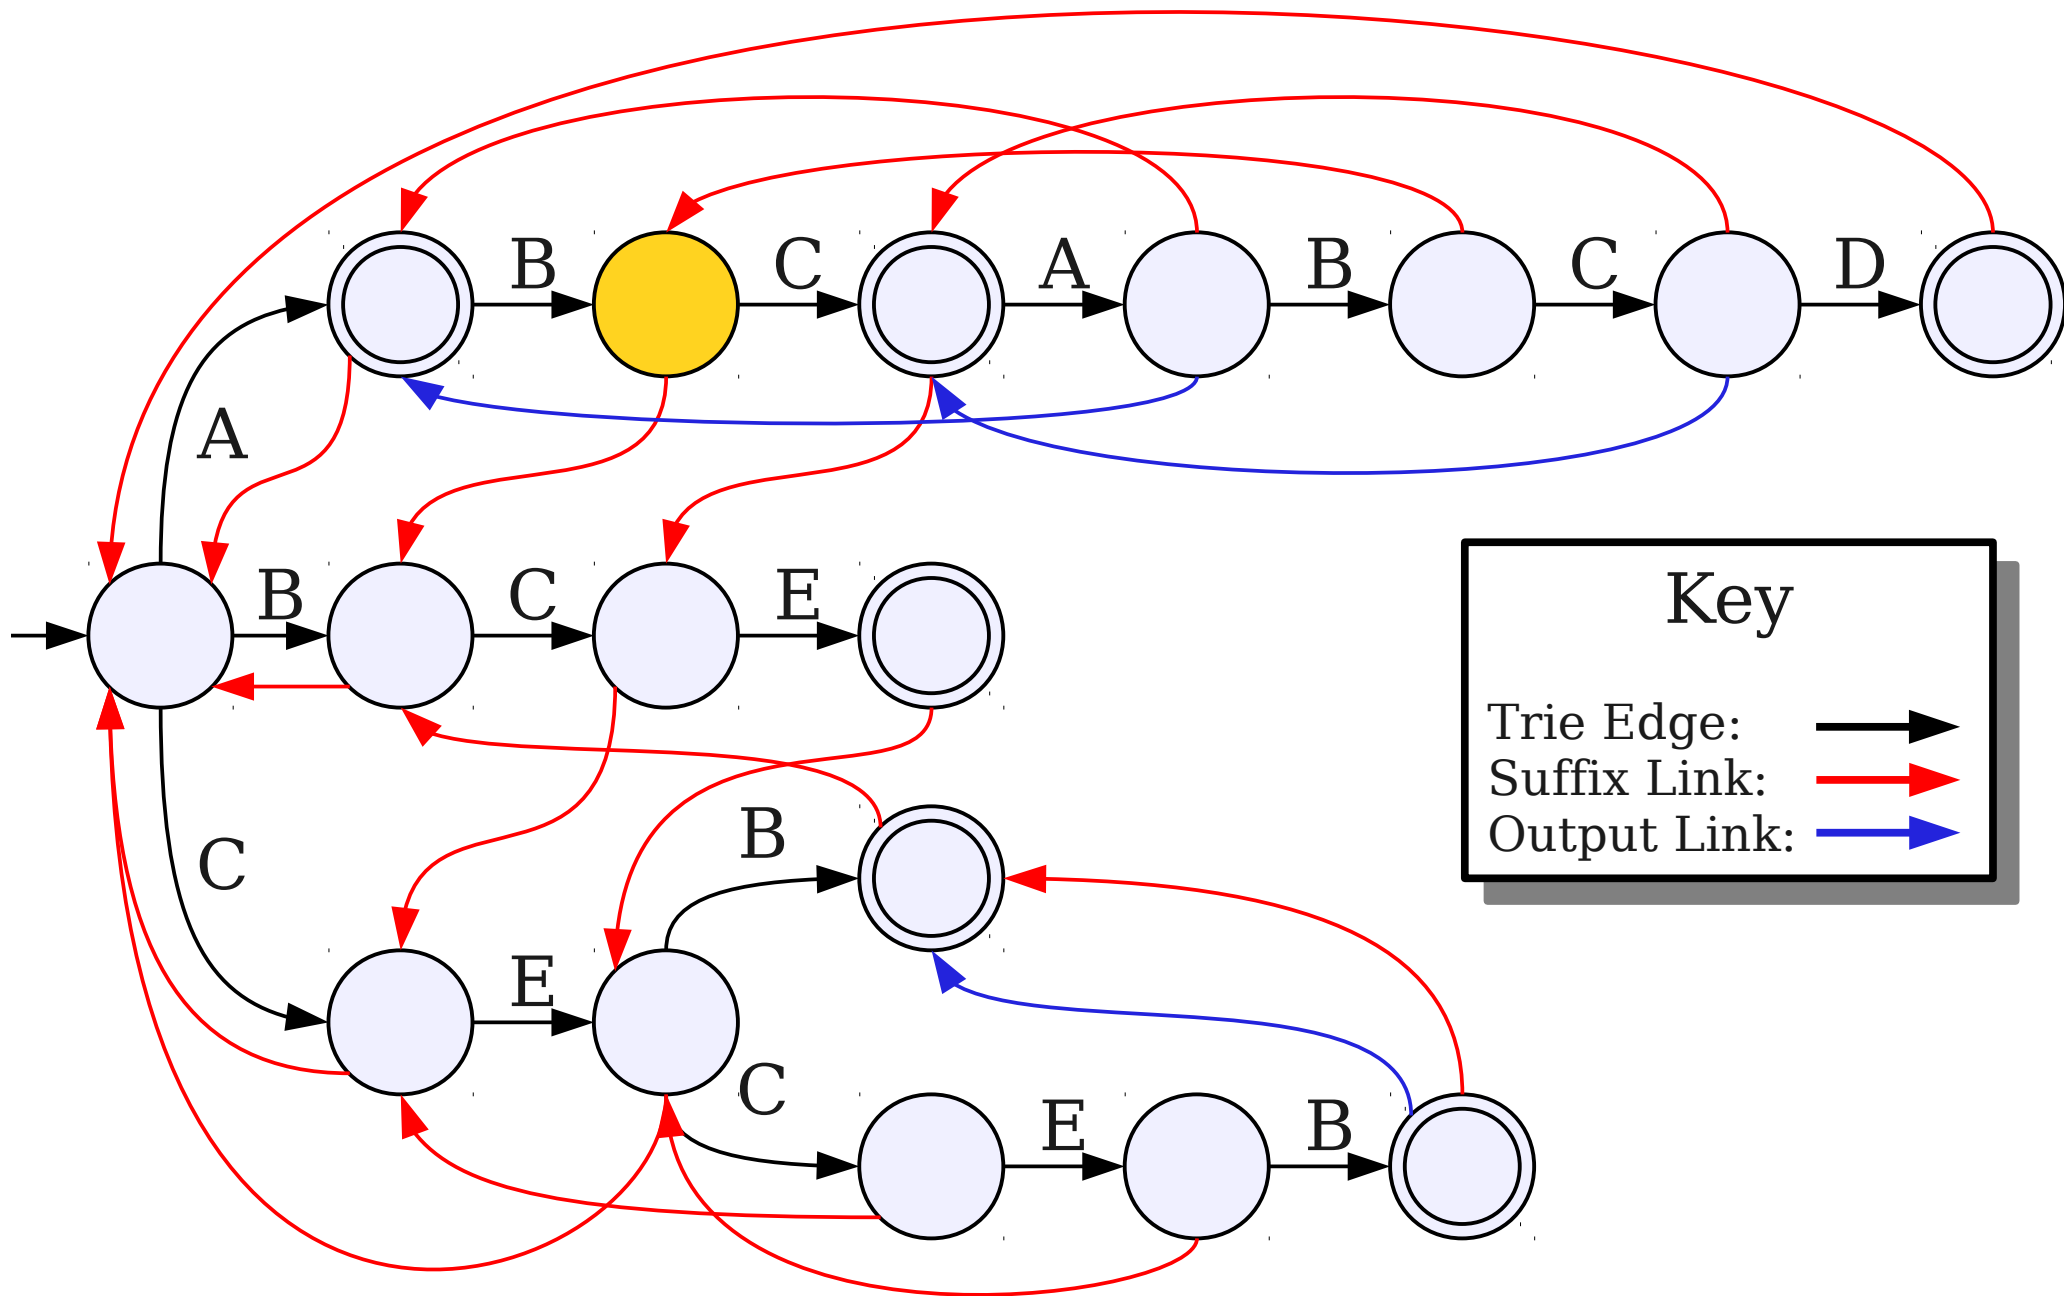 B C A B C D
A
B C E
Key
Trie Edge:
Suffix Link:
Output Link:
B
C
E
C
E B